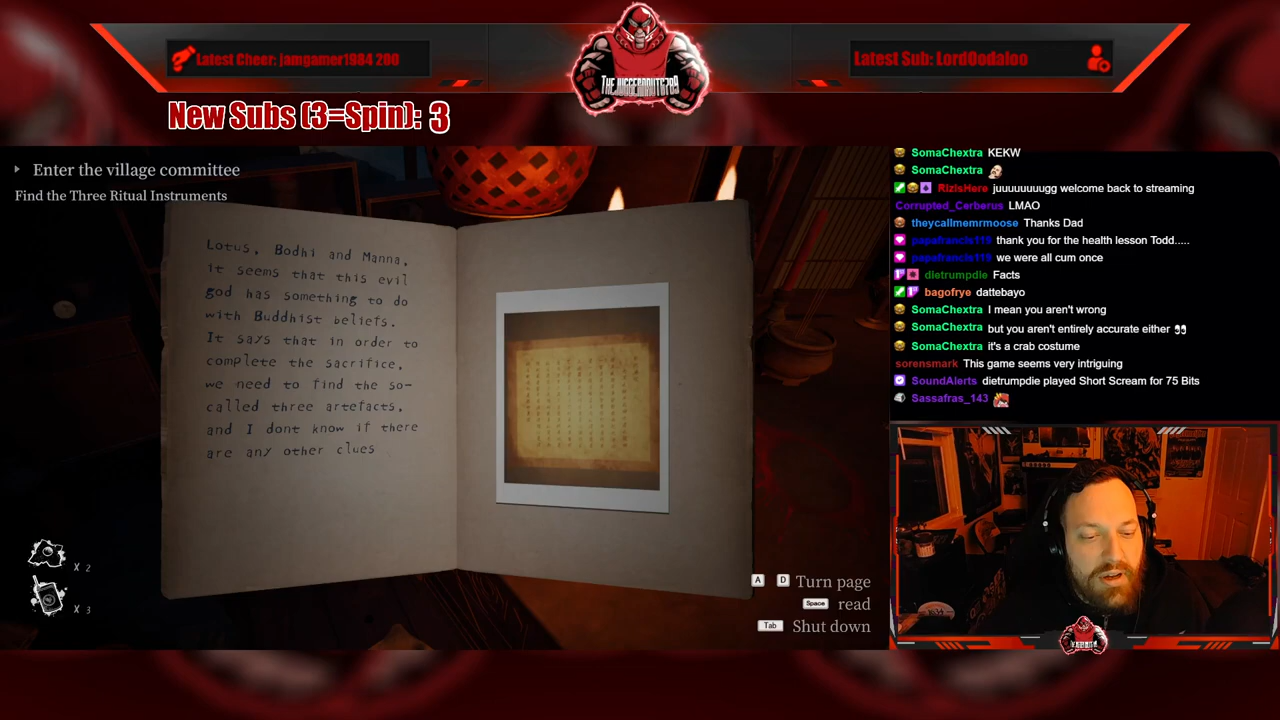 Latest Cheer: jamgamer1984 200
THEJUGGERNAUT6789
Latest Sub: LordOodaloo
New Subs (3=Spin): 3
Enter the village committee
Find the Three Ritual Instruments
Lotus, Bodhi and Manna,
it seems that this evil
god has something to do
with Buddhist beliefs.
It says that in order to
complete the sacrifice,
we need to find the so-
called three artefacts,
and I dont know if there
are any other clues
X 2
X 3
A D Turn page
Space read
Tab Shut down
SomaChextra KEKW
SomaChextra
RizIsHere juuuuuuuugg welcome back to streaming
Corrupted_Cerberus LMAO
theycallmemrmoose Thanks Dad
papafrancis119 thank you for the health lesson Todd.....
papafrancis119 we were all cum once
dietrumpdie Facts
bagofrye dattebayo
SomaChextra I mean you aren't wrong
SomaChextra but you aren't entirely accurate either
SomaChextra it's a crab costume
sorensmark This game seems very intriguing
SoundAlerts dietrumpdie played Short Scream for 75 Bits
Sassafras_143